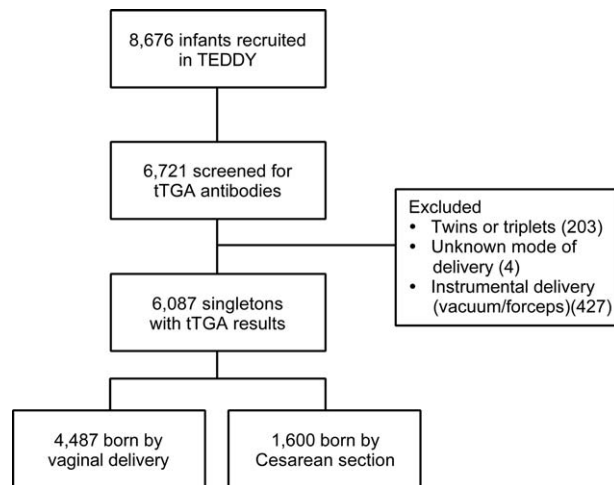 8,676 infants recruited
in TEDDY
6,721 screened for
tTGA antibodies
Excluded
• Twins or triplets (203)
• Unknown mode of
delivery (4)
• Instrumental delivery
(vacuum/forceps)(427)
6,087 singletons
with tTGA results
4,487 born by
vaginal delivery
1,600 born by
Cesarean section